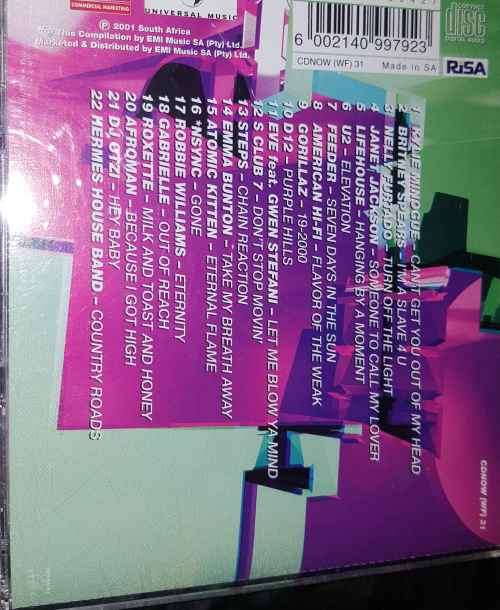 COMMERCIAL MARKETING
UNIVERSAL MUSIC
℗ 2001 South Africa
This Compilation by EMI Music SA (Pty) Ltd.
Marketed & Distributed by EMI Music SA (Pty) Ltd.
6 002140 997923
CDNOW (WF) 31 Made in SA
COMPACT
disc
DIGITAL AUDIO
RiSA
1 KYLIE MINOGUE – CAN'T GET YOU OUT OF MY HEAD
2 BRITNEY SPEARS – I'M A SLAVE 4 U
3 NELLY FURTADO – TURN OFF THE LIGHT
4 JANET JACKSON – SOMEONE TO CALL MY LOVER
5 LIFEHOUSE – HANGING BY A MOMENT
6 U2 – ELEVATION
7 FEEDER – SEVEN DAYS IN THE SUN
8 AMERICAN HI-FI – FLAVOR OF THE WEAK
9 GORILLAZ – 19-2000
10 D12 – PURPLE HILLS
11 EVE feat. GWEN STEFANI – LET ME BLOW YA MIND
12 S CLUB 7 – DON'T STOP MOVIN'
13 STEPS – CHAIN REACTION
14 EMMA BUNTON – TAKE MY BREATH AWAY
15 ATOMIC KITTEN – ETERNAL FLAME
16 *NSYNC – GONE
17 ROBBIE WILLIAMS – ETERNITY
18 GABRIELLE – OUT OF REACH
19 ROXETTE – MILK AND TOAST AND HONEY
20 AFROMAN – BECAUSE I GOT HIGH
21 DJ OTZI – HEY BABY
22 HERMES HOUSE BAND – COUNTRY ROADS
CDNOW (WF) 31